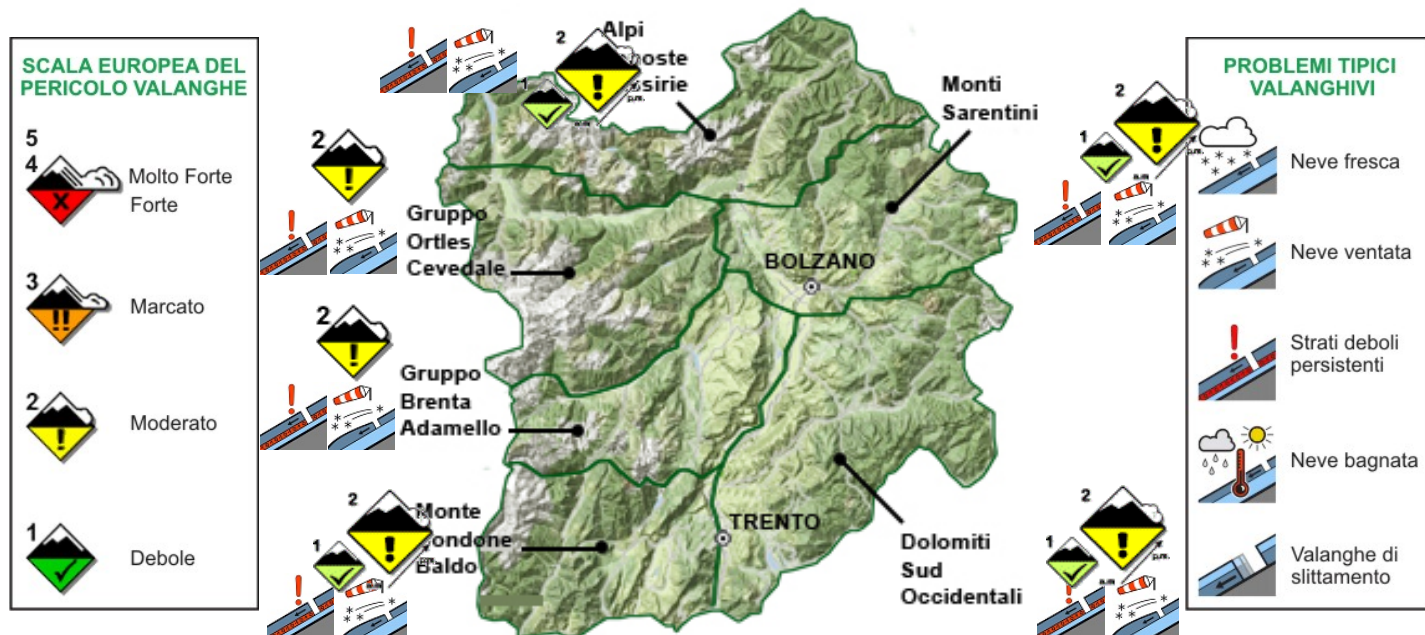 SCALA EUROPEA DEL
PERICOLO VALANGHE
5
4
Molto Forte
Forte
3
Marcato
2
Moderato
1
Debole
2
1
Alpi
p.m.
a.m
Monti
Sarentini
2
Gruppo
Ortles
Cevedale
BOLZANO
2
Gruppo
Brenta
Adamello
2
1
Monte
Baldo
p.m.
a.m
TRENTO
Dolomiti
Sud
Occidentali
2
1
p.m.
a.m
2
1
p.m.
a.m
PROBLEMI TIPICI
VALANGHIVI
Neve fresca
Neve ventata
Strati deboli
persistenti
Neve bagnata
Valanghe di
slittamento